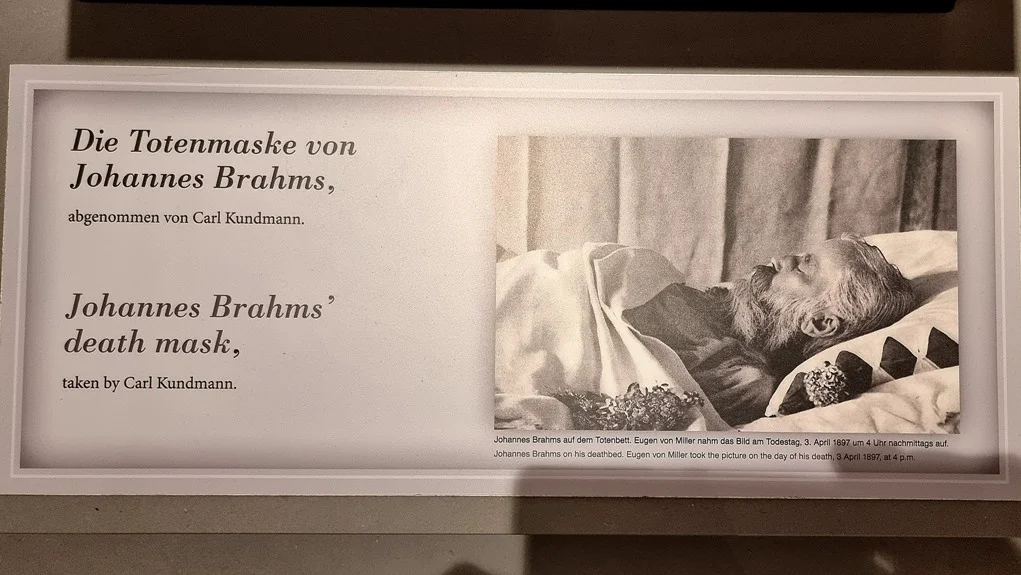 Die Totenmaske von
Johannes Brahms,
abgenommen von Carl Kundmann.
Johannes Brahms’
death mask,
taken by Carl Kundmann.
Johannes Brahms auf dem Totenbett. Eugen von Miller nahm das Bild am Todestag, 3. April 1897 um 4 Uhr nachmittags auf.
Johannes Brahms on his deathbed. Eugen von Miller took the picture on the day of his death, 3 April 1897, at 4 p.m.